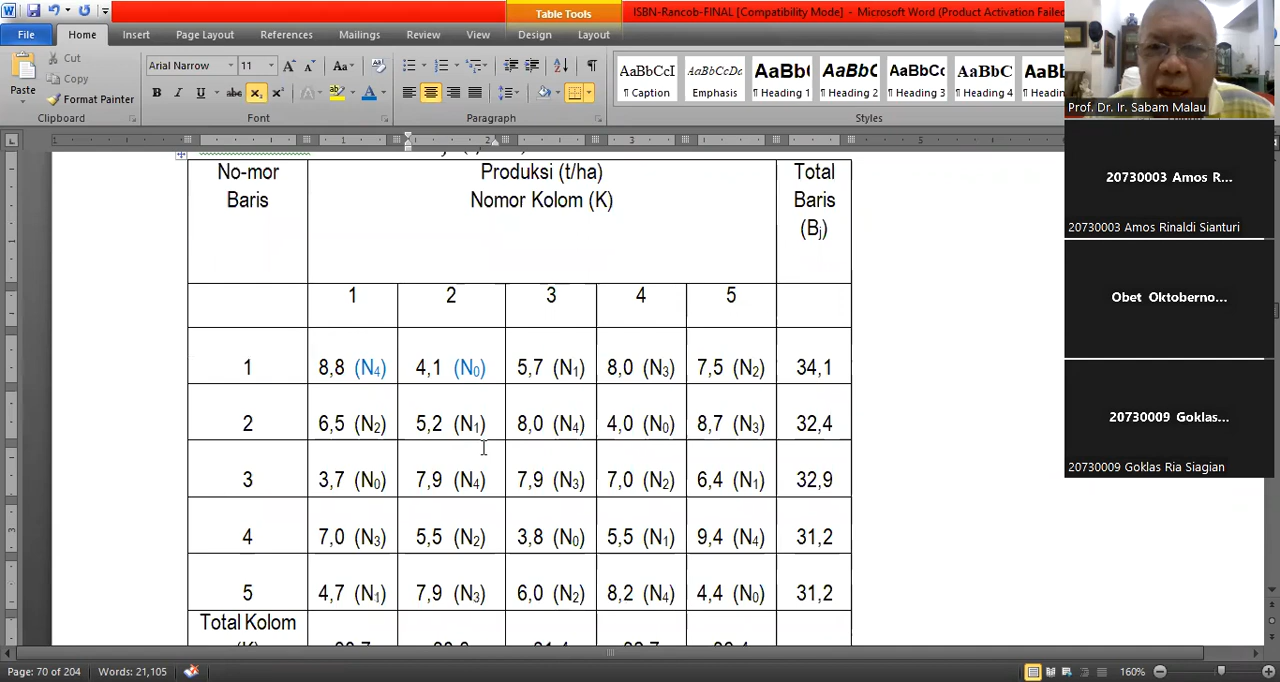 Table Tools
ISBN-Rancob-FINAL [Compatibility Mode] - Microsoft Word (Product Activation Failed
File Home Insert Page Layout References Mailings Review View Design Layout
Cut
Copy
Format Painter
Paste
Clipboard
Arial Narrow 11
Font
Paragraph
AaBbCcI AaBbCcDc AaBb( AaBb(C AaBbCc AaBbC( AaBb(
Caption Emphasis Heading 1 Heading 2 Heading 3 Heading 4 Heading
Styles
Prof. Dr. Ir. Sabam Malau
20730003 Amos R...
20730003 Amos Rinaldi Sianturi
Obet Oktoberno...
20730009 Goklas...
20730009 Goklas Ria Siagian
No-mor Baris
Produksi (t/ha)
Nomor Kolom (K)
Total Baris (Bj)
1 2 3 4 5
1 8,8 (N4) 4,1 (N0) 5,7 (N1) 8,0 (N3) 7,5 (N2) 34,1
2 6,5 (N2) 5,2 (N1) 8,0 (N4) 4,0 (N0) 8,7 (N3) 32,4
3 3,7 (N0) 7,9 (N4) 7,9 (N3) 7,0 (N2) 6,4 (N1) 32,9
4 7,0 (N3) 5,5 (N2) 3,8 (N0) 5,5 (N1) 9,4 (N4) 31,2
5 4,7 (N1) 7,9 (N3) 6,0 (N2) 8,2 (N4) 4,4 (N0) 31,2
Total Kolom
Page: 70 of 204 Words: 21,105 160%